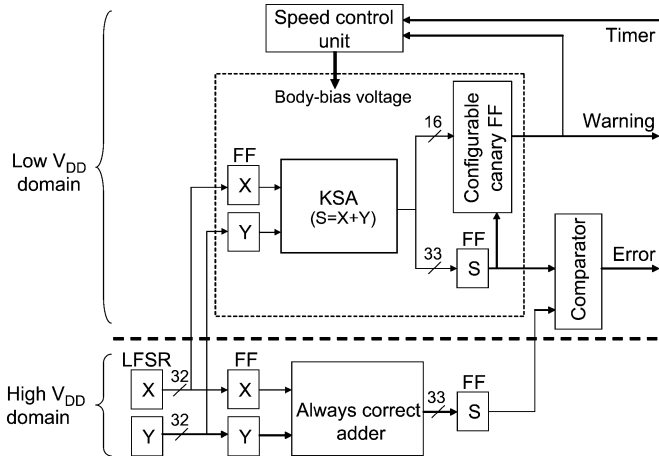 Speed control
unit
Timer
Body-bias voltage
Low VDD
domain
16
Configurable
canary FF
Warning
FF
X
KSA
(S=X+Y)
Y
33
FF
S
Comparator
Error
High VDD
domain
LFSR
X
32
FF
X
Always correct
adder
33
FF
S
Y
32
Y